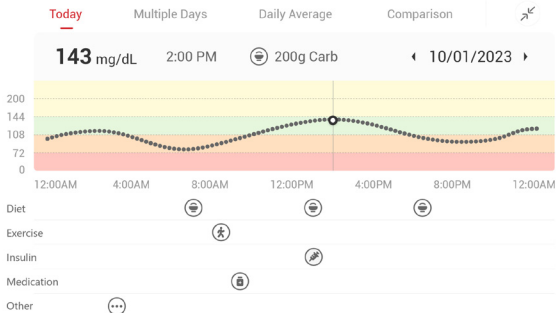 Today Multiple Days Daily Average Comparison
143 mg/dL 2:00 PM 200g Carb 10/01/2023
200
144
108
72
0
12:00AM 4:00AM 8:00AM 12:00PM 4:00PM 8:00PM 12:00AM
Diet
Exercise
Insulin
Medication
Other